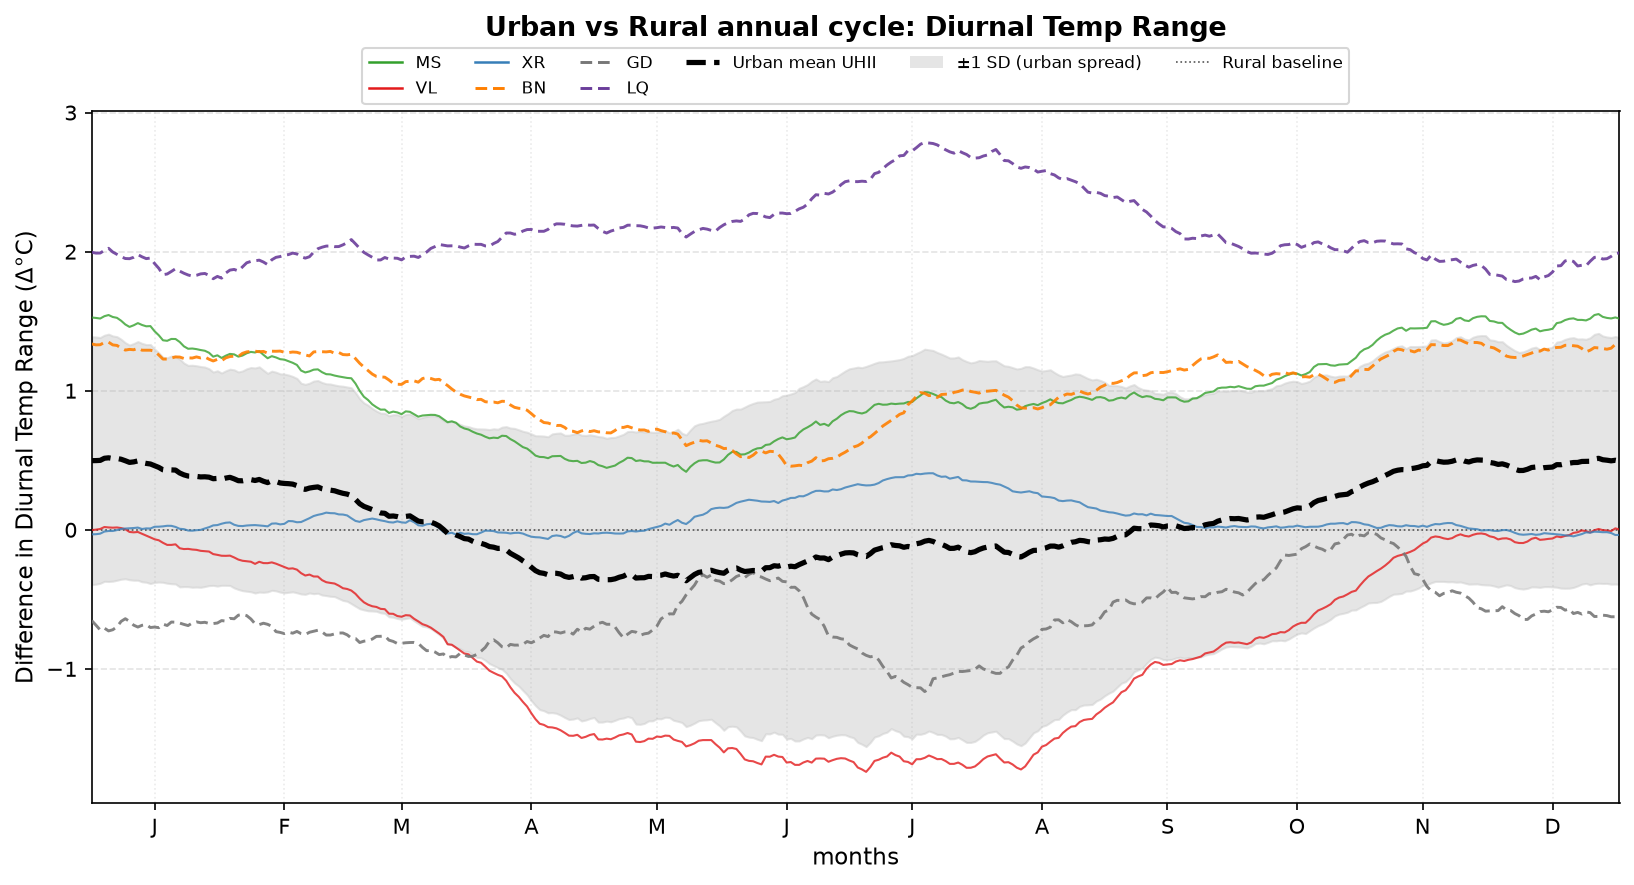 Urban vs Rural annual cycle: Diurnal Temp Range
MS XR GD Urban mean UHII ±1 SD (urban spread) Rural baseline
VL BN LQ
Difference in Diurnal Temp Range (Δ°C)
3
2
1
0
−1
J F M A M J J A S O N D
months